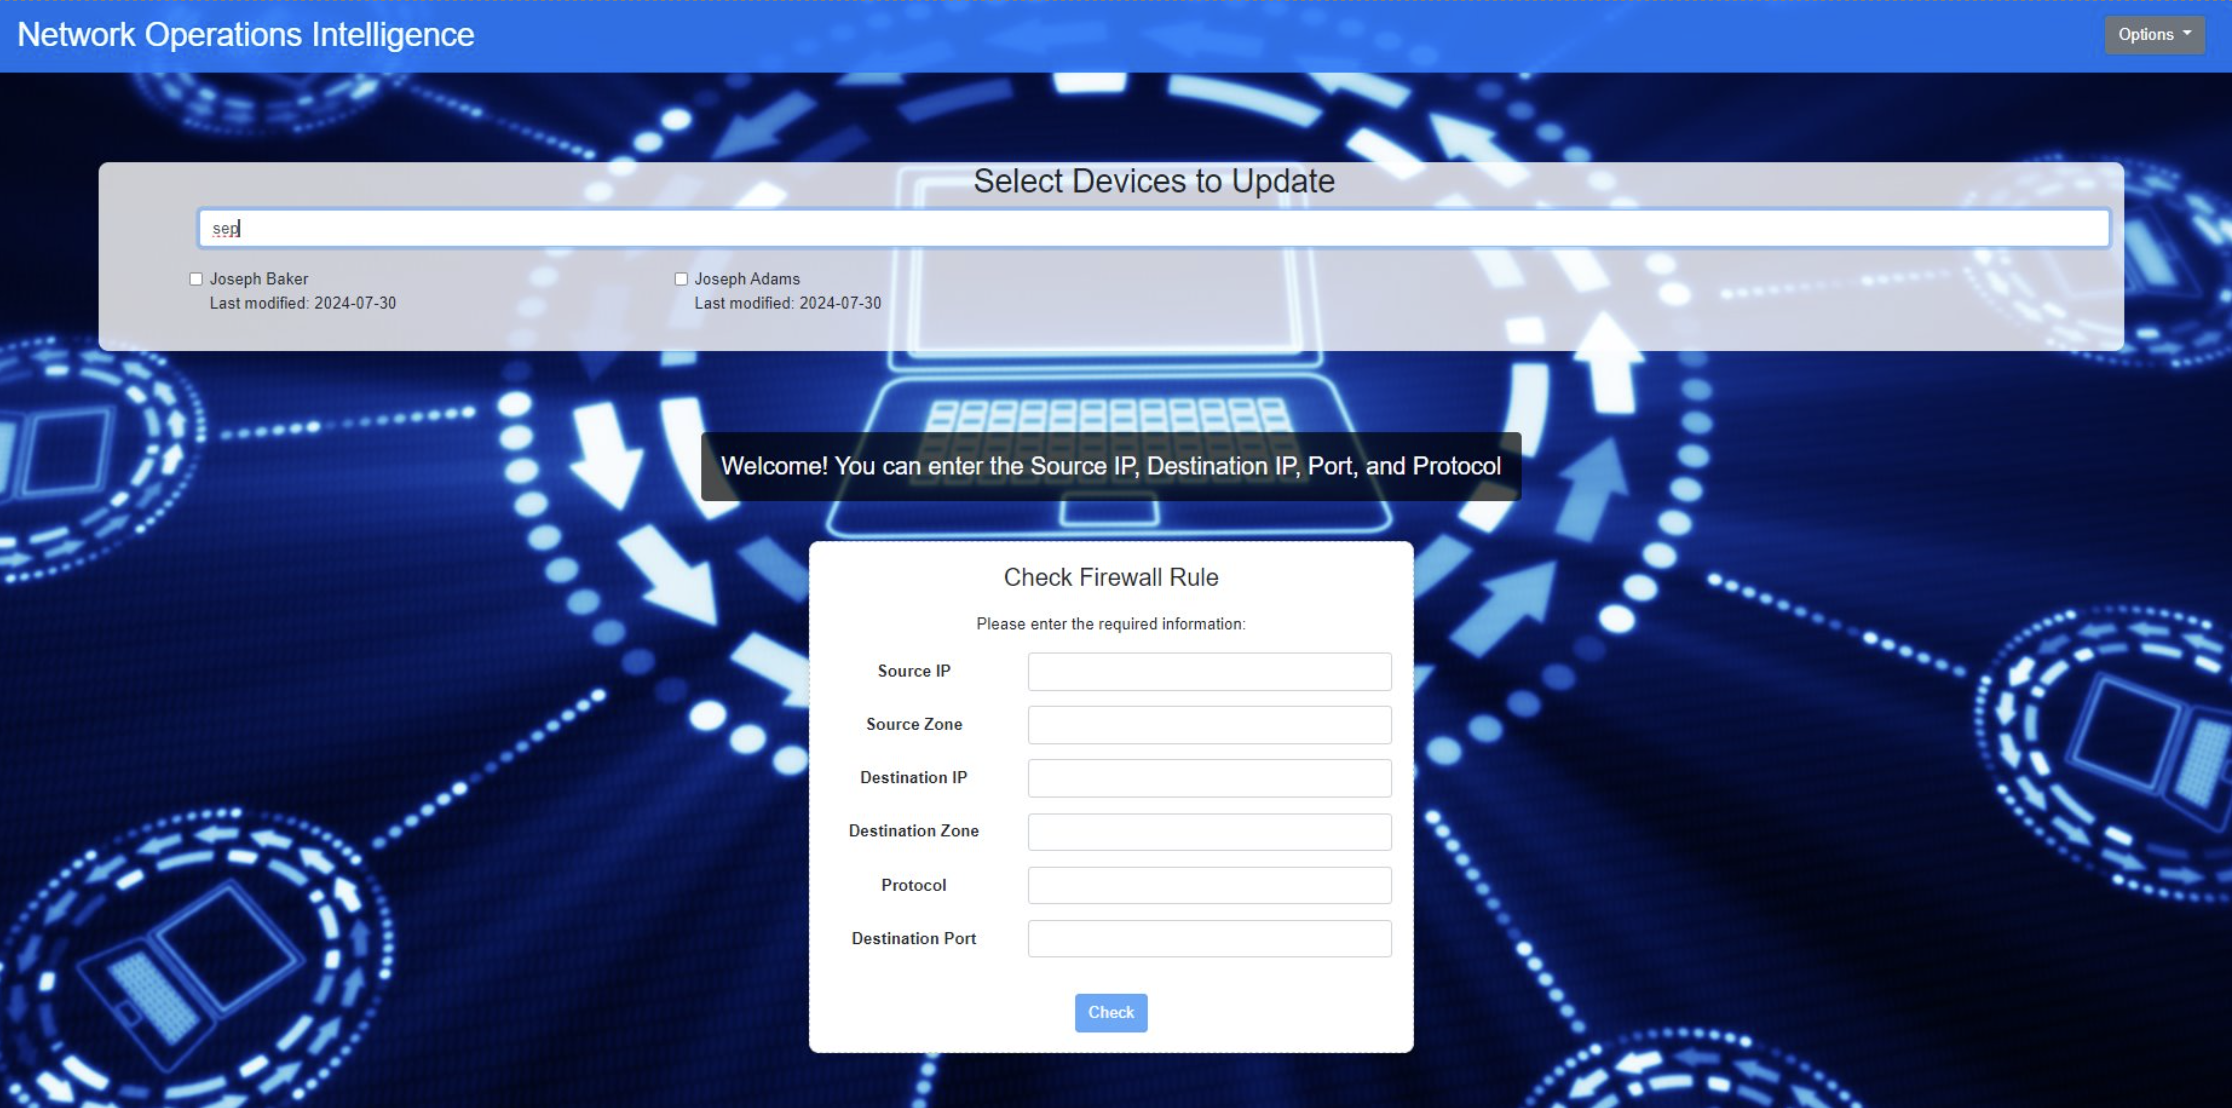 Network Operations Intelligence
Options
Select Devices to Update
sep
Joseph Baker
Last modified: 2024-07-30
Joseph Adams
Last modified: 2024-07-30
Welcome! You can enter the Source IP, Destination IP, Port, and Protocol
Check Firewall Rule
Please enter the required information:
Source IP
Source Zone
Destination IP
Destination Zone
Protocol
Destination Port
Check